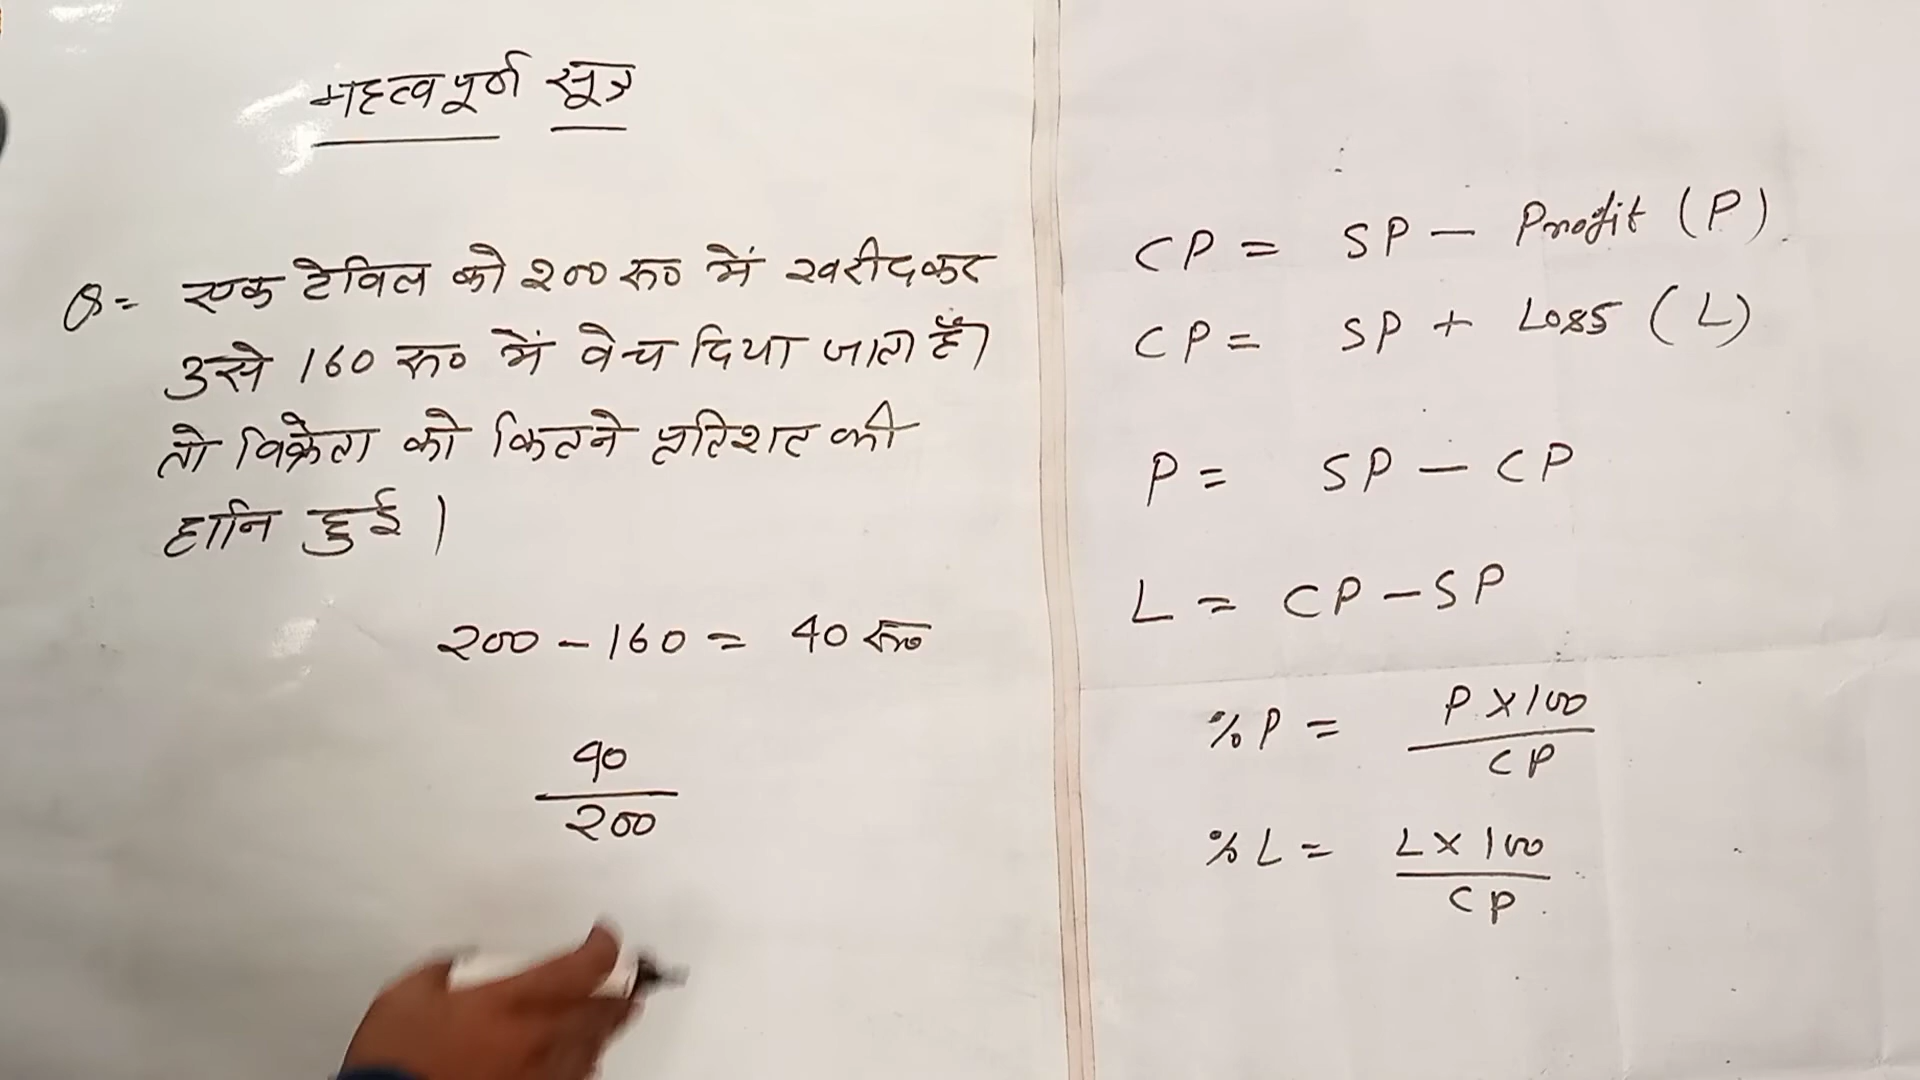 महत्वपूर्ण सूत्र
Q= एक टेविल को 200 रू० में खरीदकर
उसे 160 रू० में वेच दिया जाता है।
तो विक्रेता को कितने प्रतिशत की
हानि हुई।
200 - 160 = 40 रू०
40
200
CP = SP - Profit (P)
CP = SP + Loss (L)
P = SP - CP
L = CP - SP
%P = P X 100
CP
%L = L X 100
CP